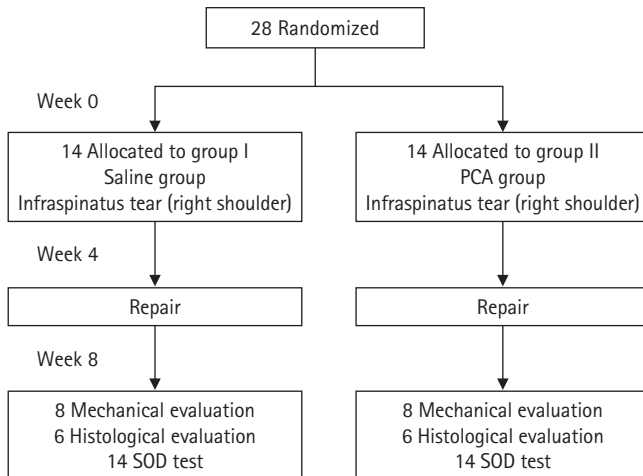 28 Randomized
Week 0
14 Allocated to group I
Saline group
Infraspinatus tear (right shoulder)
14 Allocated to group II
PCA group
Infraspinatus tear (right shoulder)
Week 4
Repair
Repair
Week 8
8 Mechanical evaluation
6 Histological evaluation
14 SOD test
8 Mechanical evaluation
6 Histological evaluation
14 SOD test